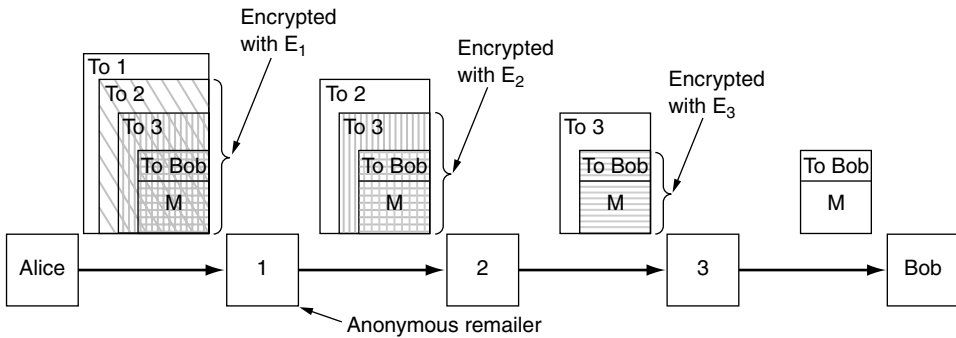 Encrypted
with E1
Encrypted
with E2
Encrypted
with E3
To 1
To 2
To 3
To Bob
M
To 2
To 3
To Bob
M
To 3
To Bob
M
To Bob
M
Alice
1
2
3
Bob
Anonymous remailer